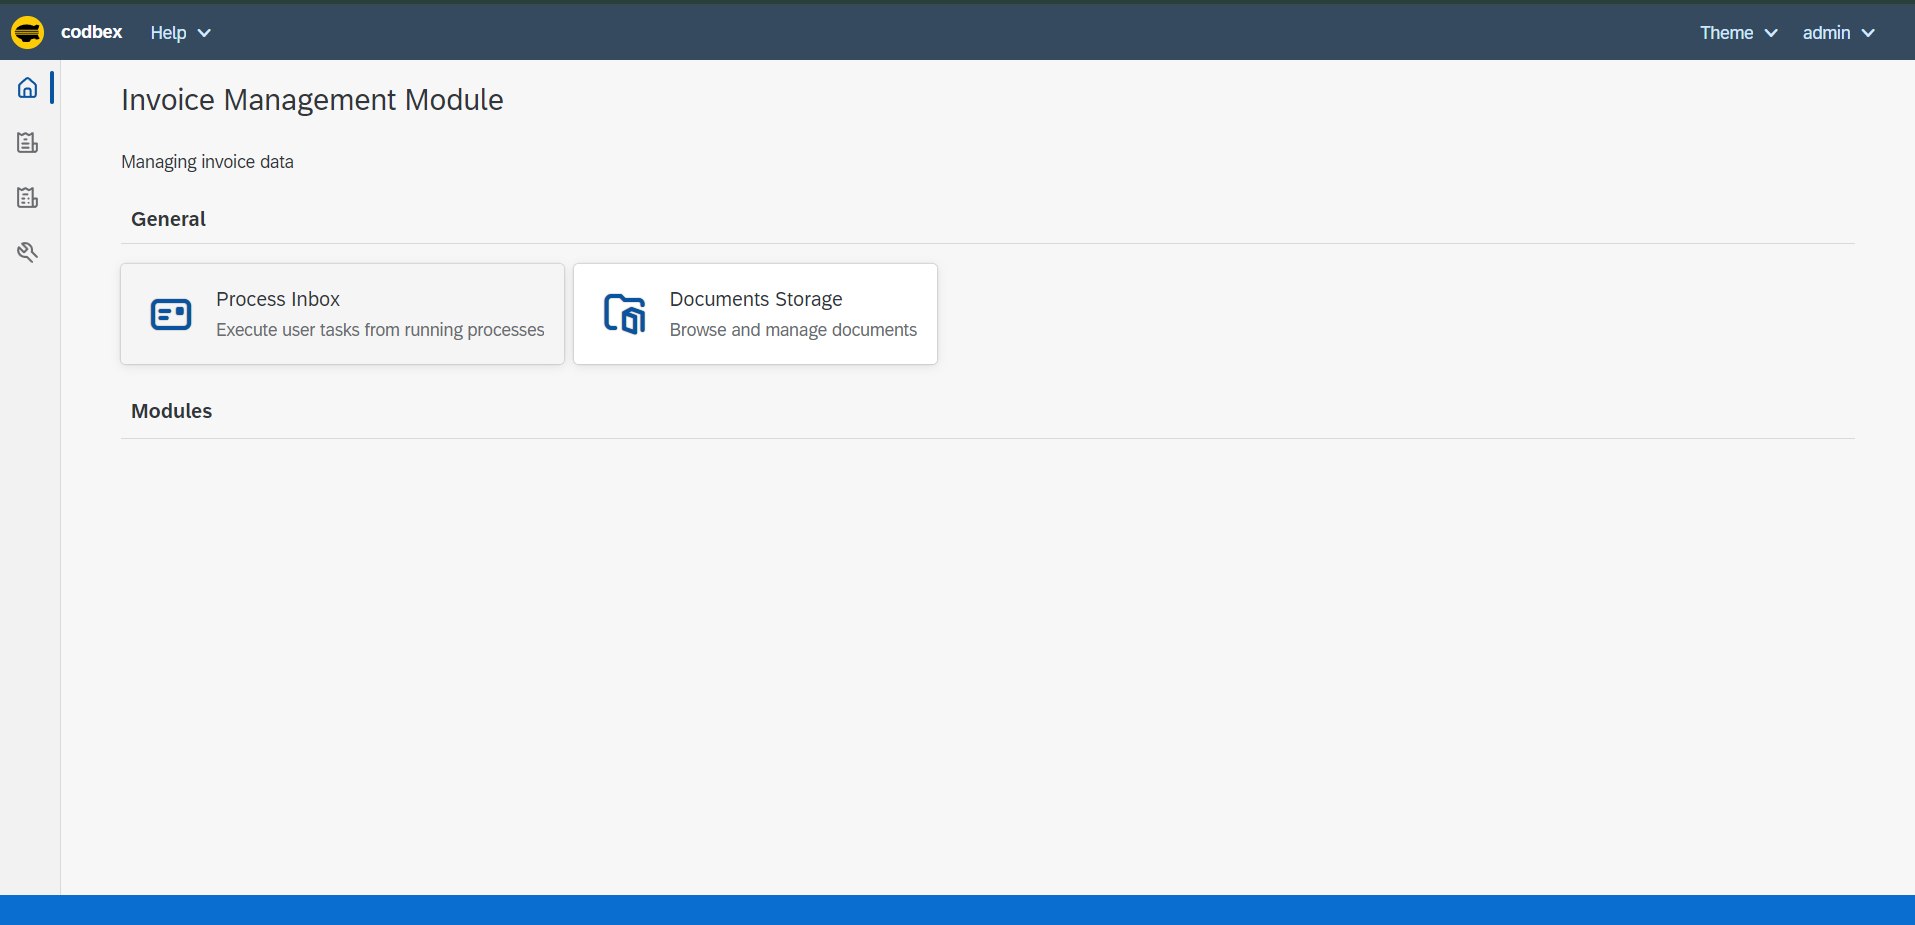 codbex Help Theme admin
Invoice Management Module
Managing invoice data
General
Process Inbox
Execute user tasks from running processes
Documents Storage
Browse and manage documents
Modules